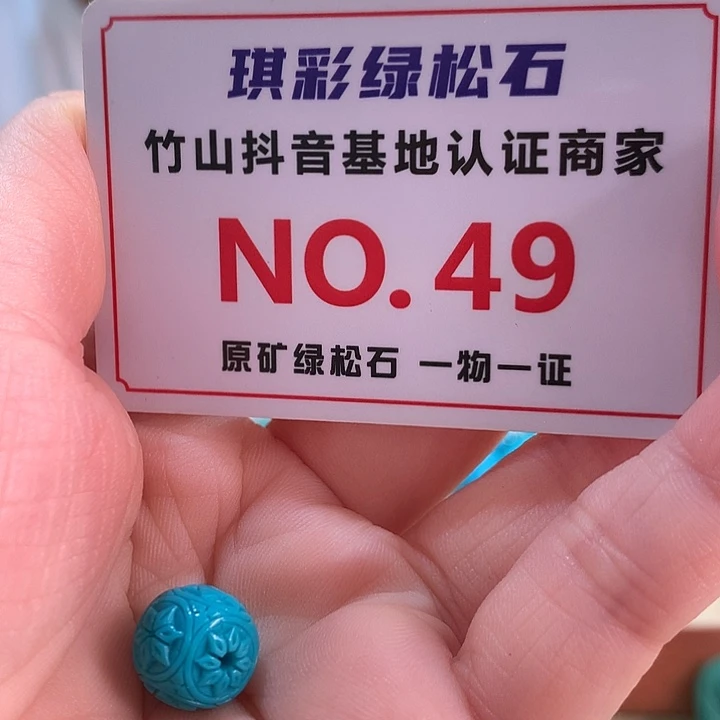 琪彩绿松石
竹山抖音基地认证商家
NO.49
原矿绿松石 一物一证